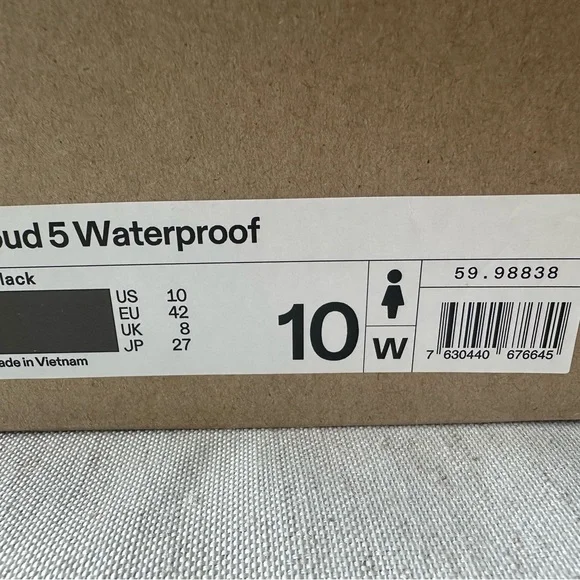 oud 5 Waterproof
lack
US 10
EU 42
UK 8
JP 27
ade in Vietnam
10
W
59.98838
7 630440 676645